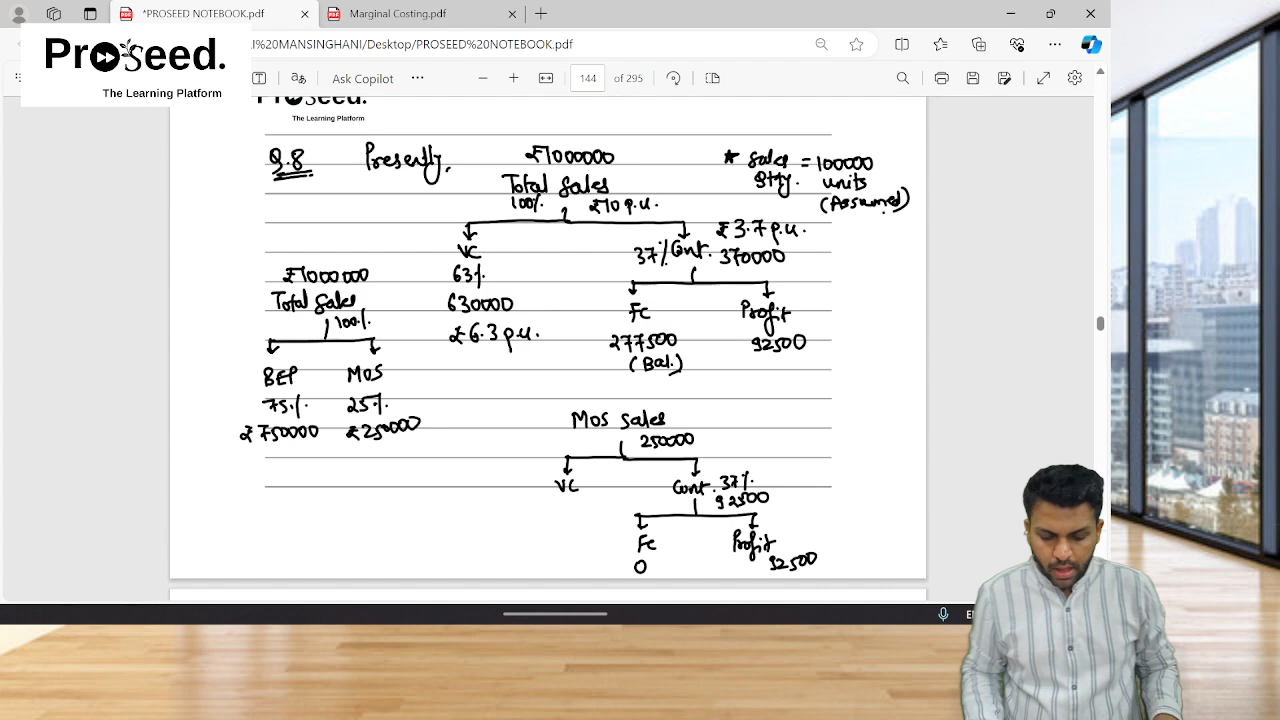 *PROSEED NOTEBOOK.pdf
Marginal Costing.pdf
Proseed.
The Learning Platform
I%20MANSINGHANI/Desktop/PROSEED%20NOTEBOOK.pdf
Ask Copilot
144 of 295
Proseed.
The Learning Platform
Q.8 Presently,
₹1000000
Total Sales
100% ₹10 p.u.
* Sales Qty. = 100000 units (Assumed)
VC
63%
630000
₹6.3 p.u.
₹3.7 p.u.
37% Cont. 370000
FC
277500
(Bal.)
Profit
92500
₹1000000
Total Sales
100%
BEP MOS
75% 25%
₹750000 ₹250000
MOS Sales
250000
VC
Cont. 37%
92500
FC
0
Profit
92500